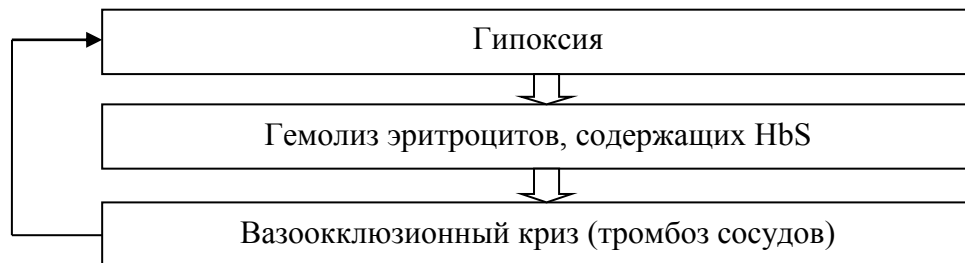 Гипоксия
Гемолиз эритроцитов, содержащих HbS
Вазоокклюзионный криз (тромбоз сосудов)